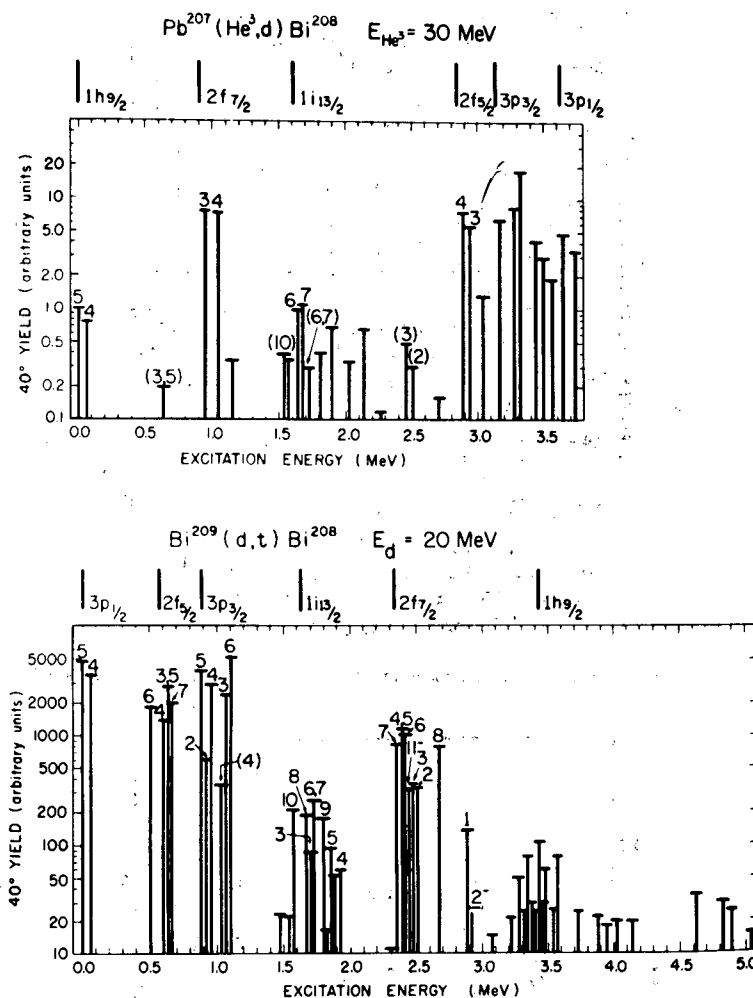 Pb207 (He3,d) Bi208 EHe3 = 30 MeV
1h9/2 2f7/2 1i13/2 2f5/2 3p3/2 3p1/2
40° YIELD (arbitrary units)
20
10
5.0
2.0
1.0
0.5
0.2
0.1
5 4 (3,5) 3 4 (10) 6 7 (6,7) (3) (2) 4 3
0.0 0.5 1.0 1.5 2.0 2.5 3.0 3.5
EXCITATION ENERGY (MeV)
Bi209 (d,t) Bi208 Ed = 20 MeV
3p1/2 2f5/2 3p3/2 1i13/2 2f7/2 1h9/2
40° YIELD (arbitrary units)
5000
2000
1000
500
200
100
50
20
10
5 4 6 4 3,5 7 5 2 4 (4) 3 6 10 8 3 6,7 9 5 4 7 4 5 6 1- 3 2 8 1 2-
0.0 0.5 1.0 1.5 2.0 2.5 3.0 3.5 4.0 4.5 5.0
EXCITATION ENERGY (MeV)